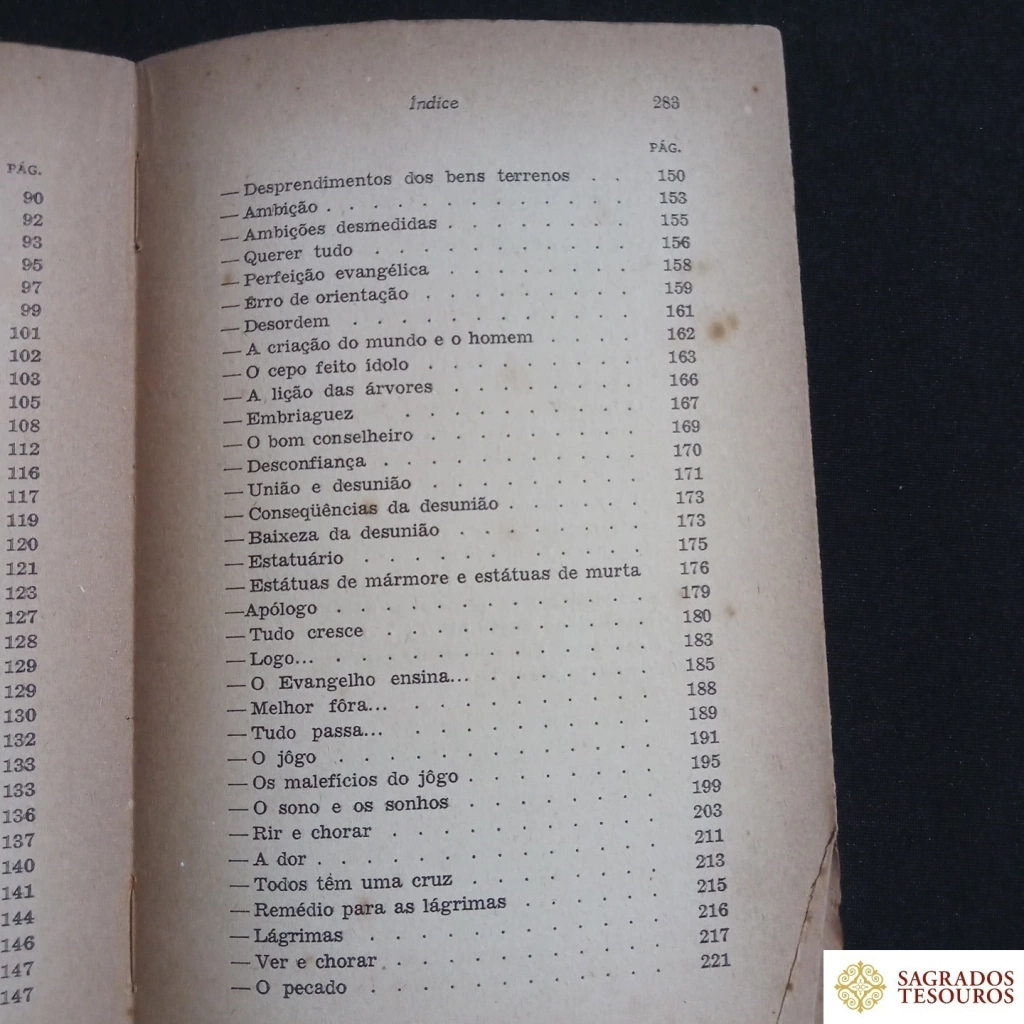 PÁG.
90
92
93
95
97
99
101
102
103
105
108
112
116
117
119
120
121
123
127
128
129
129
130
132
133
133
136
137
140
141
144
146
147
147
Índice 283
PÁG.
— Desprendimentos dos bens terrenos . . 150
— Ambição . . . . . . . . . . . . . 153
— Ambições desmedidas . . . . . . . . 155
— Querer tudo . . . . . . . . . . . 156
— Perfeição evangélica . . . . . . . . 158
— Êrro de orientação . . . . . . . . . 159
— Desordem . . . . . . . . . . . . 161
— A criação do mundo e o homem . . . . 162
— O cepo feito ídolo . . . . . . . . . 163
— A lição das árvores . . . . . . . . 166
— Embriaguez . . . . . . . . . . 167
— O bom conselheiro . . . . . . . . . 169
— Desconfiança . . . . . . . . . . . 170
— União e desunião . . . . . . . . . 171
— Conseqüências da desunião . . . . . . 173
— Baixeza da desunião . . . . . . . . 173
— Estatuário . . . . . . . . . . . 175
— Estátuas de mármore e estátuas de murta 176
— Apólogo . . . . . . . . . . . . 179
— Tudo cresce . . . . . . . . . . . 180
— Logo... . . . . . . . . . . . . 183
— O Evangelho ensina... . . . . . . . 185
— Melhor fôra... . . . . . . . . . . 188
— Tudo passa... . . . . . . . . . . 189
— O jôgo . . . . . . . . . . . . 191
— Os malefícios do jôgo . . . . . . . . 195
— O sono e os sonhos . . . . . . . . 199
— Rir e chorar . . . . . . . . . . . 203
— A dor . . . . . . . . . . . . . 211
— Todos têm uma cruz . . . . . . . . 213
— Remédio para as lágrimas . . . . . . 215
— Lágrimas . . . . . . . . . . . . 216
— Ver e chorar . . . . . . . . . . . 217
— O pecado . . . . . . . . . . . . 221
SAGRADOS
TESOUROS